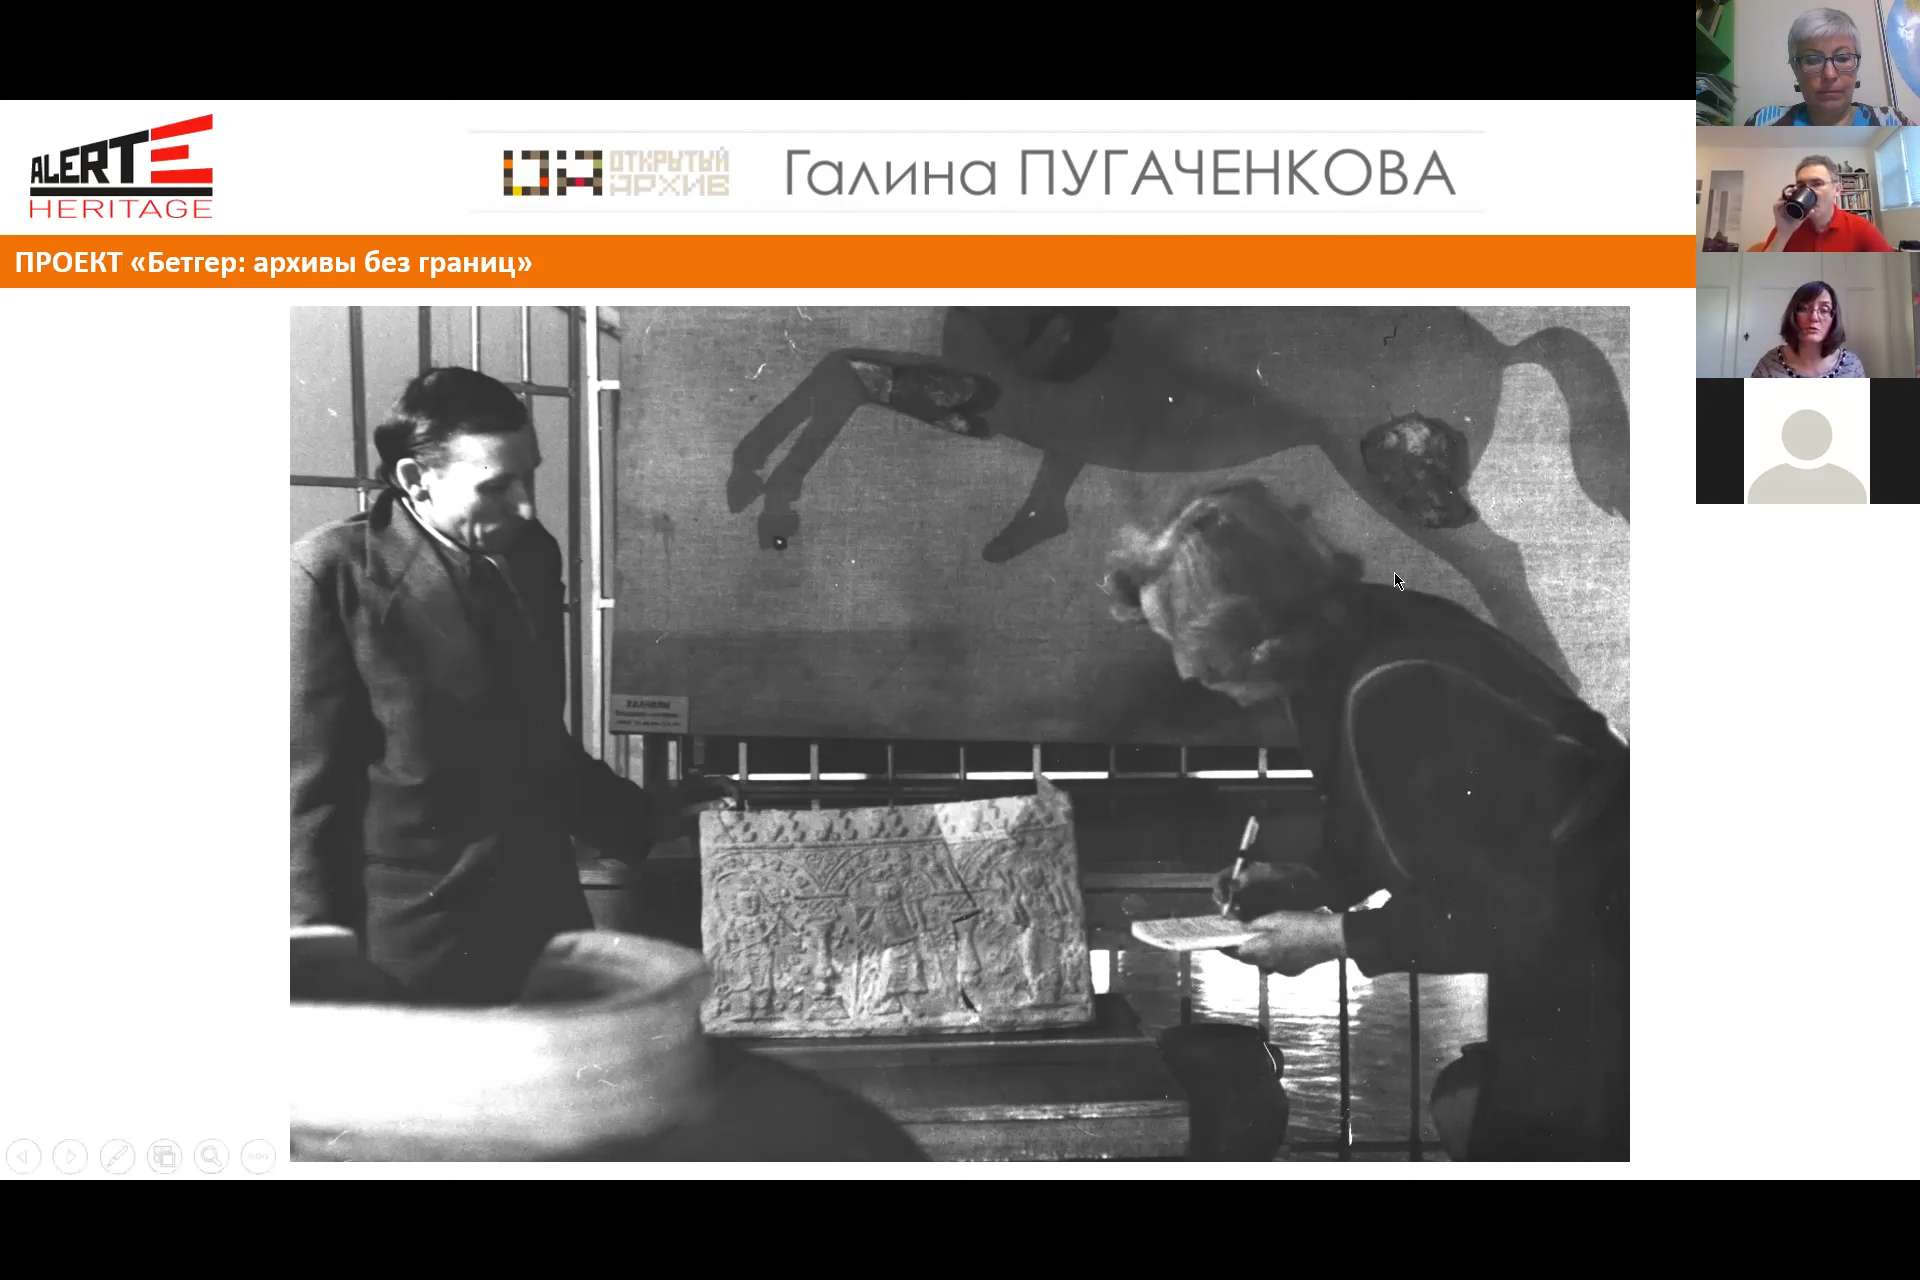 ALERTE
HERITAGE
ОТКРЫТЫЙ
АРХИВ
Галина ПУГАЧЕНКОВА
ПРОЕКТ «Бетгер: архивы без границ»